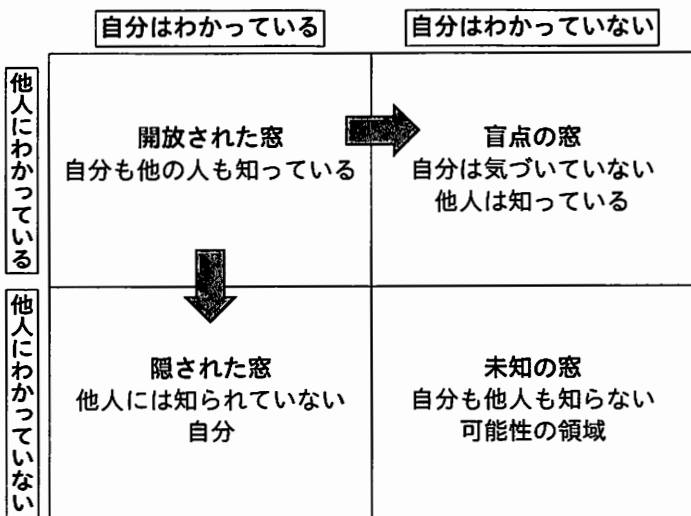 自分はわかっている
自分はわかっていない
他人にわかっている
開放された窓
自分も他の人も知っている
盲点の窓
自分は気づいていない
他人は知っている
他人にわかっていない
隠された窓
他人には知られていない
自分
未知の窓
自分も他人も知らない
可能性の領域